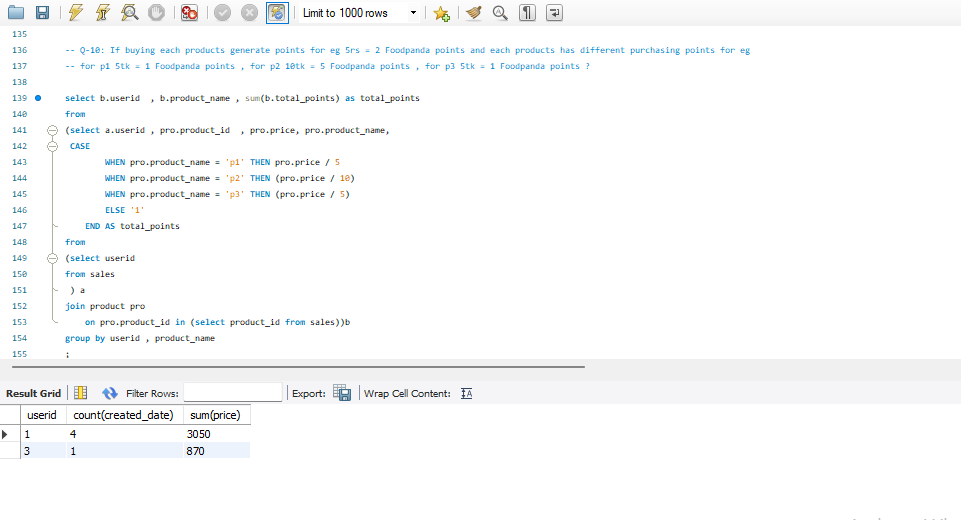 Limit to 1000 rows
135
136 -- Q-10: If buying each products generate points for eg 5rs = 2 Foodpanda points and each products has different purchasing points for eg
137 -- for p1 5tk = 1 Foodpanda points , for p2 10tk = 5 Foodpanda points , for p3 5tk = 1 Foodpanda points ?
138
139 select b.userid , b.product_name , sum(b.total_points) as total_points
140 from
141 (select a.userid , pro.product_id , pro.price, pro.product_name,
142 CASE
143 WHEN pro.product_name = 'p1' THEN pro.price / 5
144 WHEN pro.product_name = 'p2' THEN (pro.price / 10)
145 WHEN pro.product_name = 'p3' THEN (pro.price / 5)
146 ELSE '1'
147 END AS total_points
148 from
149 (select userid
150 from sales
151 ) a
152 join product pro
153 on pro.product_id in (select product_id from sales))b
154 group by userid , product_name
155 ;
Result Grid Filter Rows: Export: Wrap Cell Content: IA
userid count(created_date) sum(price)
1 4 3050
3 1 870